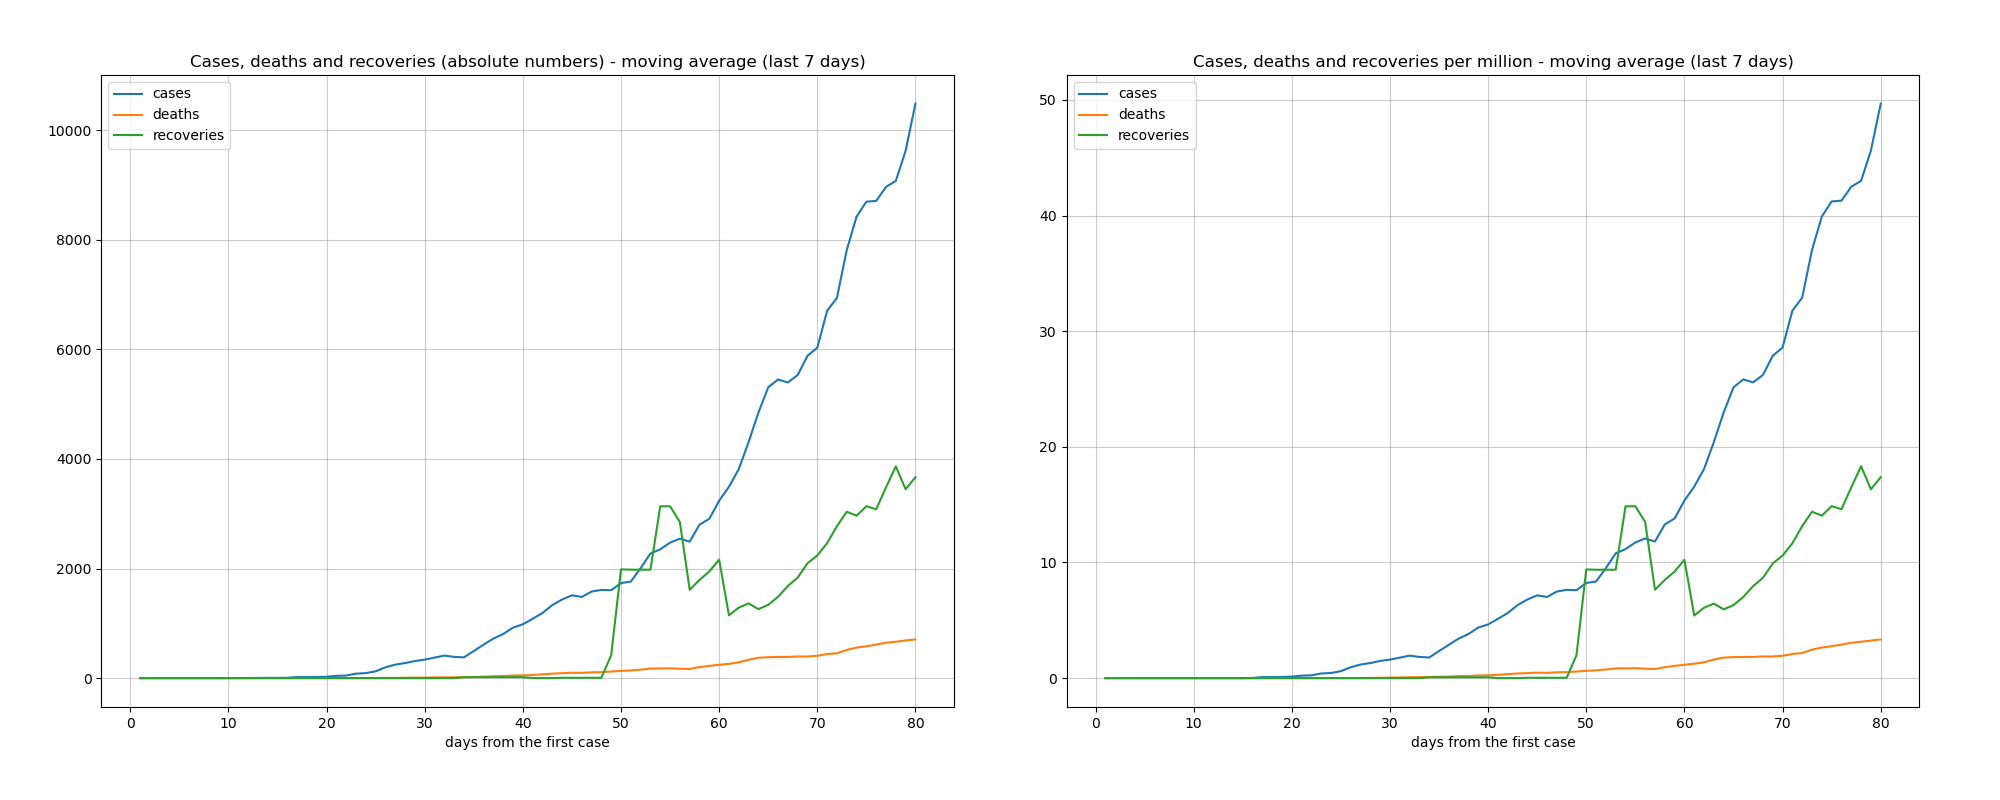 Cases, deaths and recoveries (absolute numbers) - moving average (last 7 days)
cases
deaths
recoveries
10000
8000
6000
4000
2000
0
0 10 20 30 40 50 60 70 80
days from the first case
Cases, deaths and recoveries per million - moving average (last 7 days)
cases
deaths
recoveries
50
40
30
20
10
0
0 10 20 30 40 50 60 70 80
days from the first case